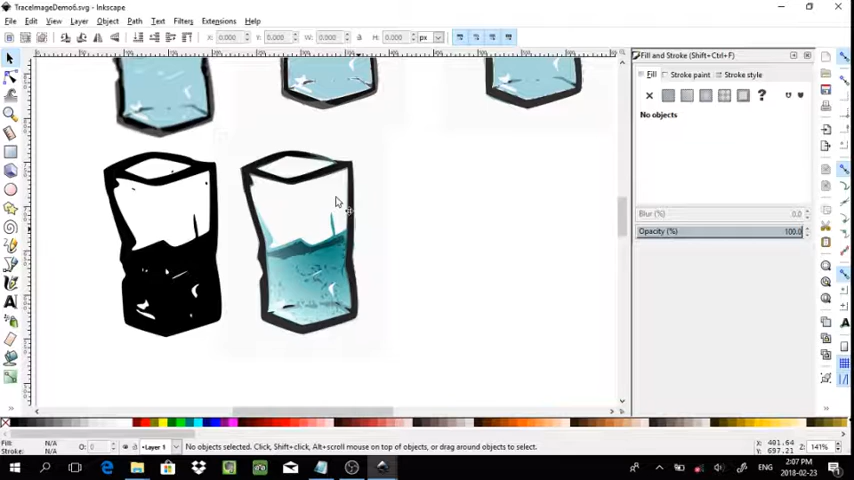 TraceImageDemo6.svg - Inkscape
File Edit View Layer Object Path Text Filters Extensions Help
X: 0.000 Y: 0.000 W: 0.000 H: 0.000 px
Fill and Stroke (Shift+Ctrl+F)
Fill Stroke paint Stroke style
?
No objects
Blur (%) 0.0
Opacity (%) 100.0
Fill: N/A
Stroke: N/A
O: 0
Layer 1
No objects selected. Click, Shift+click, Alt+scroll mouse on top of objects, or drag around objects to select.
X: 401.64
Y: 697.21
Z: 141%
ENG
2:07 PM
2018-02-23